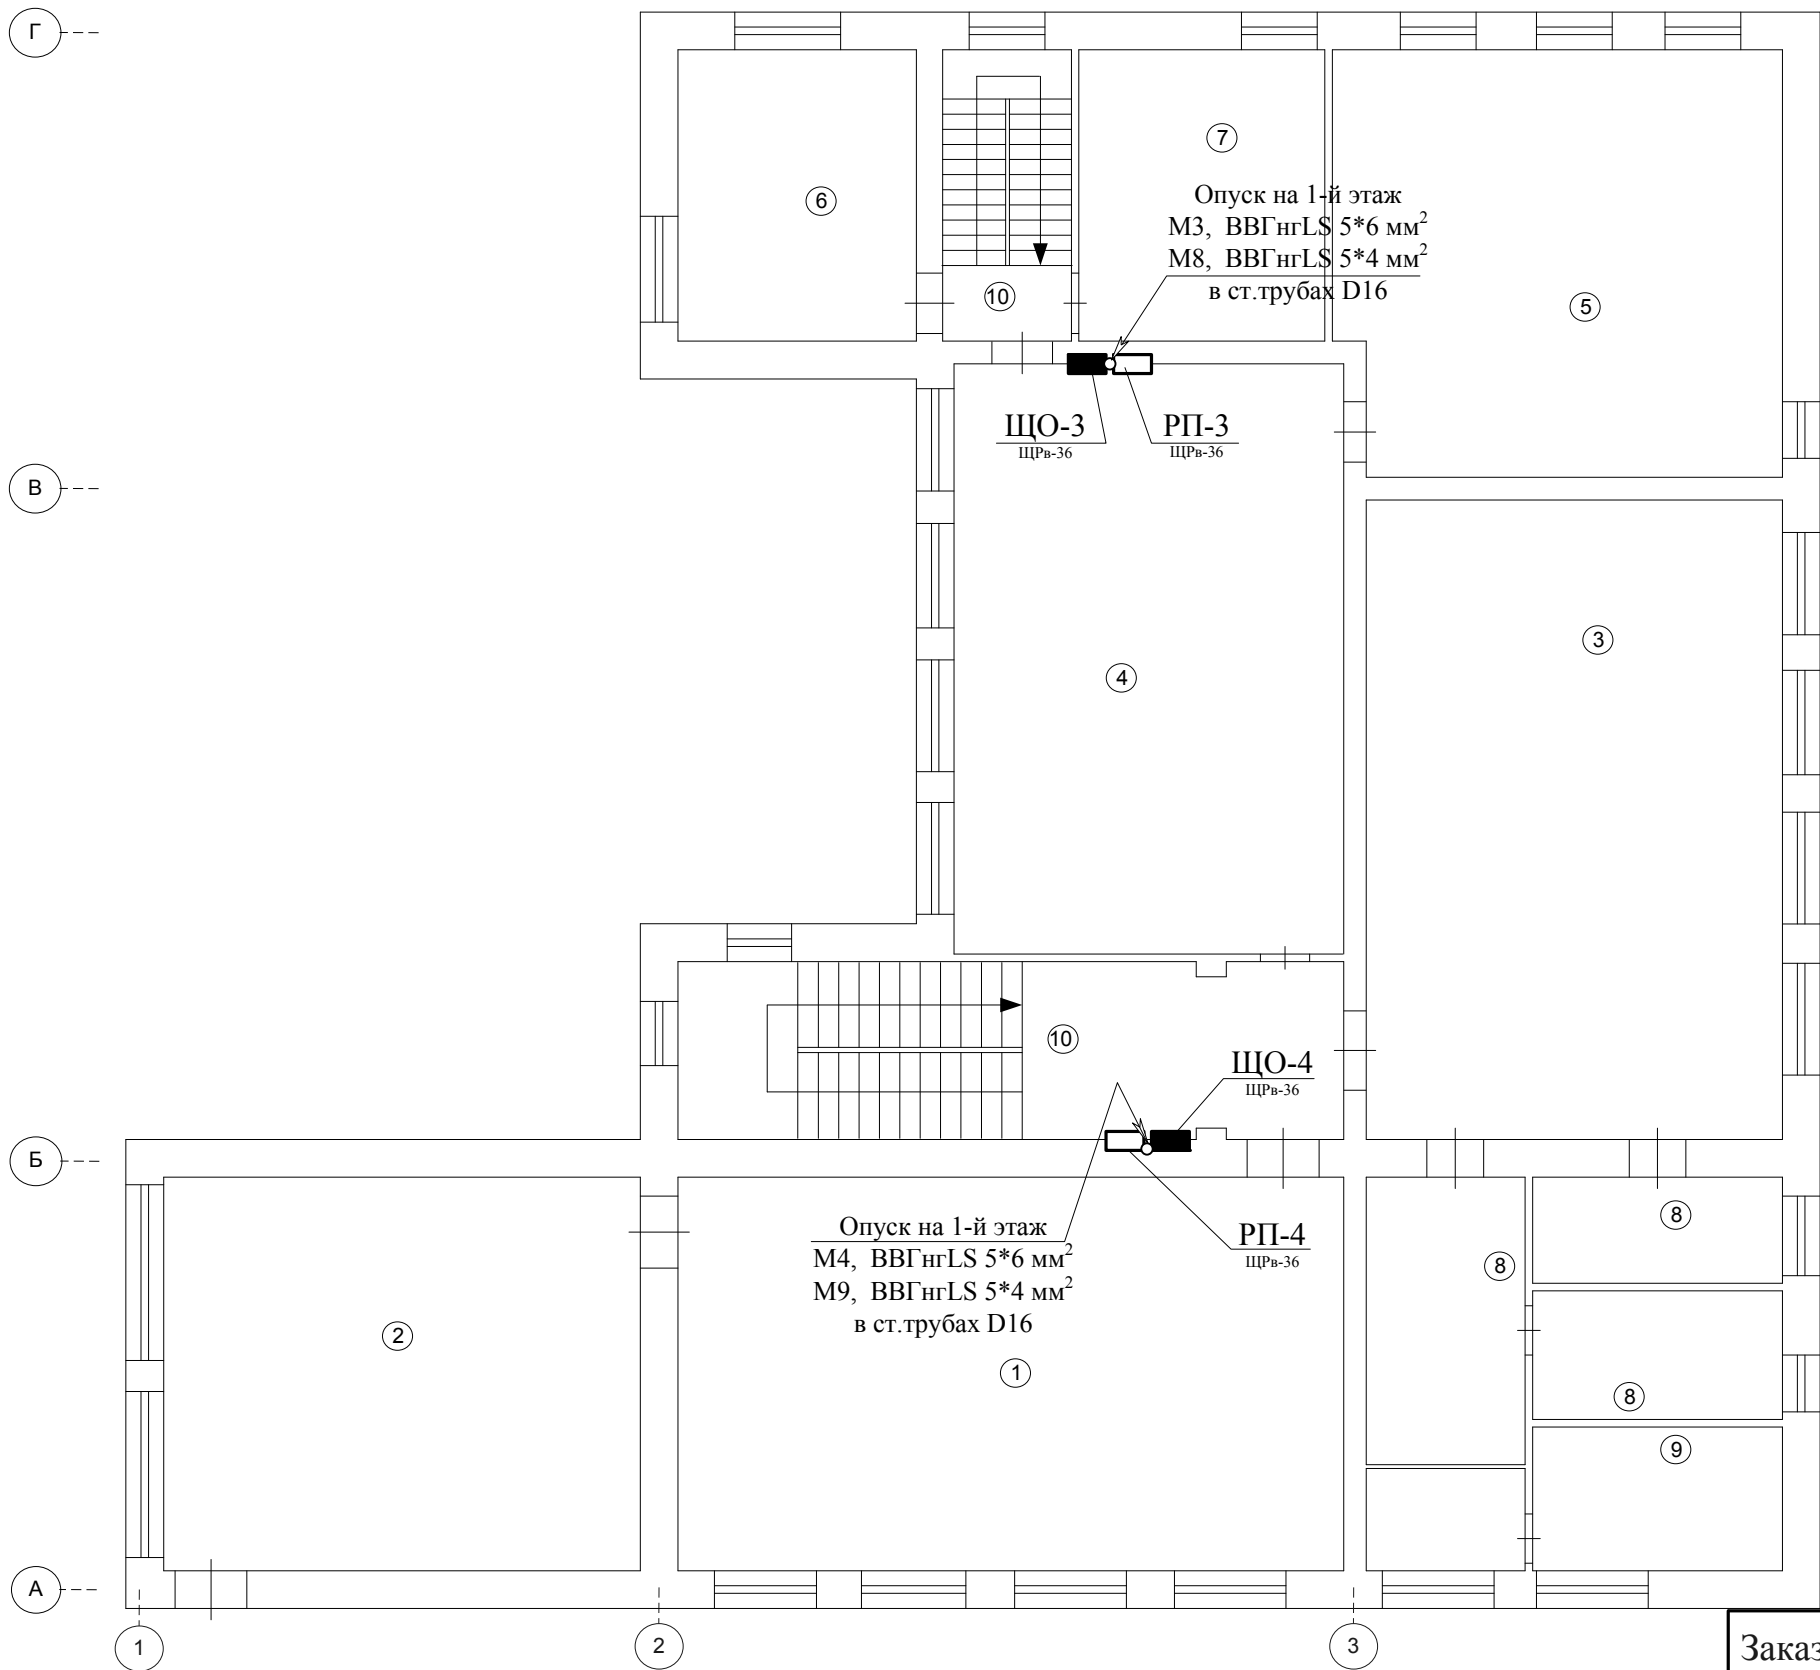 Г
7
Опуск на 1-й этаж
6
М3, ВВГнгLS 5*6 мм²
М8, ВВГнгLS 5*4 мм²
в ст.трубах D16
10
5
ЩО-3
ЩРв-36
РП-3
ЩРв-36
В
3
4
10
ЩО-4
ЩРв-36
Б
8
Опуск на 1-й этаж
М4, ВВГнгLS 5*6 мм²
М9, ВВГнгLS 5*4 мм²
в ст.трубах D16
РП-4
ЩРв-36
8
2
1
8
9
А
1
2
3
Заказ